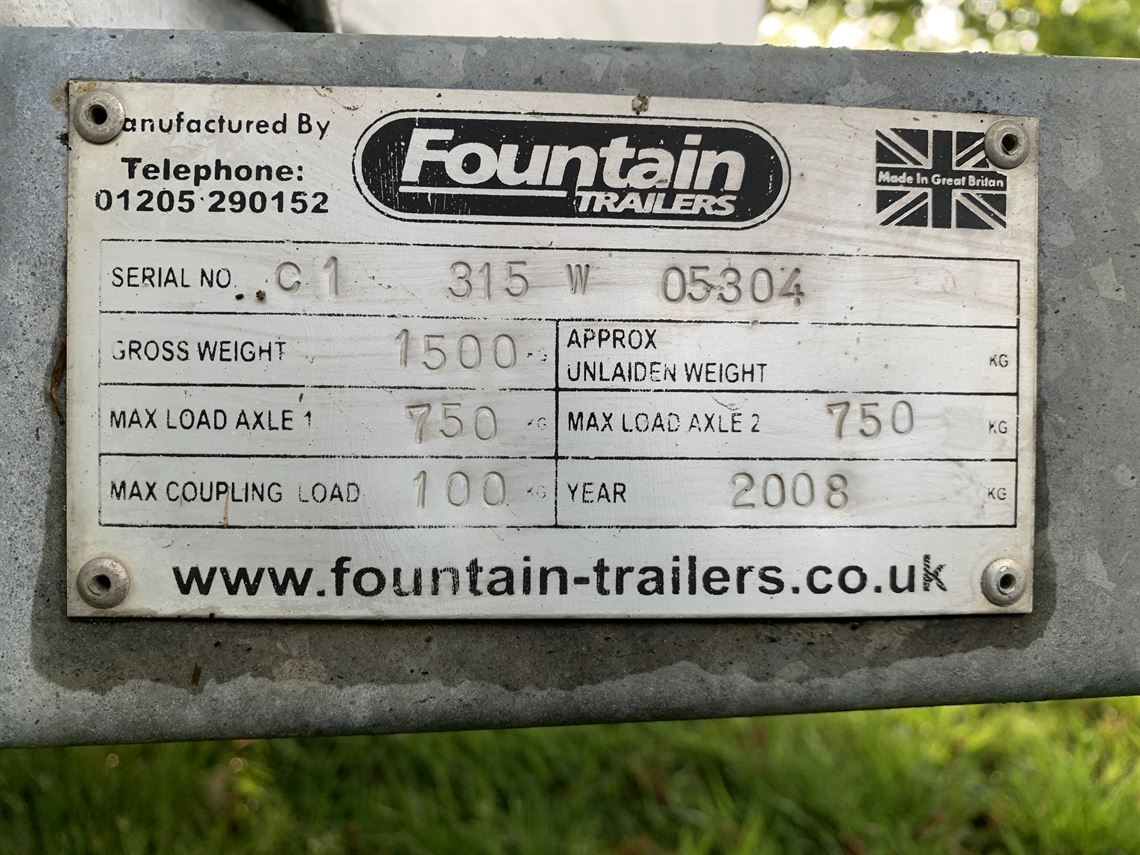 anufactured By
Telephone:
01205 290152
Fountain
TRAILERS
Made In Great Britan
SERIAL NO. C1 315 W 05304
GROSS WEIGHT 1500 KG
APPROX
UNLAIDEN WEIGHT KG
MAX LOAD AXLE 1 750 KG
MAX LOAD AXLE 2 750 KG
MAX COUPLING LOAD 100 KG
YEAR 2008 KG
www.fountain-trailers.co.uk